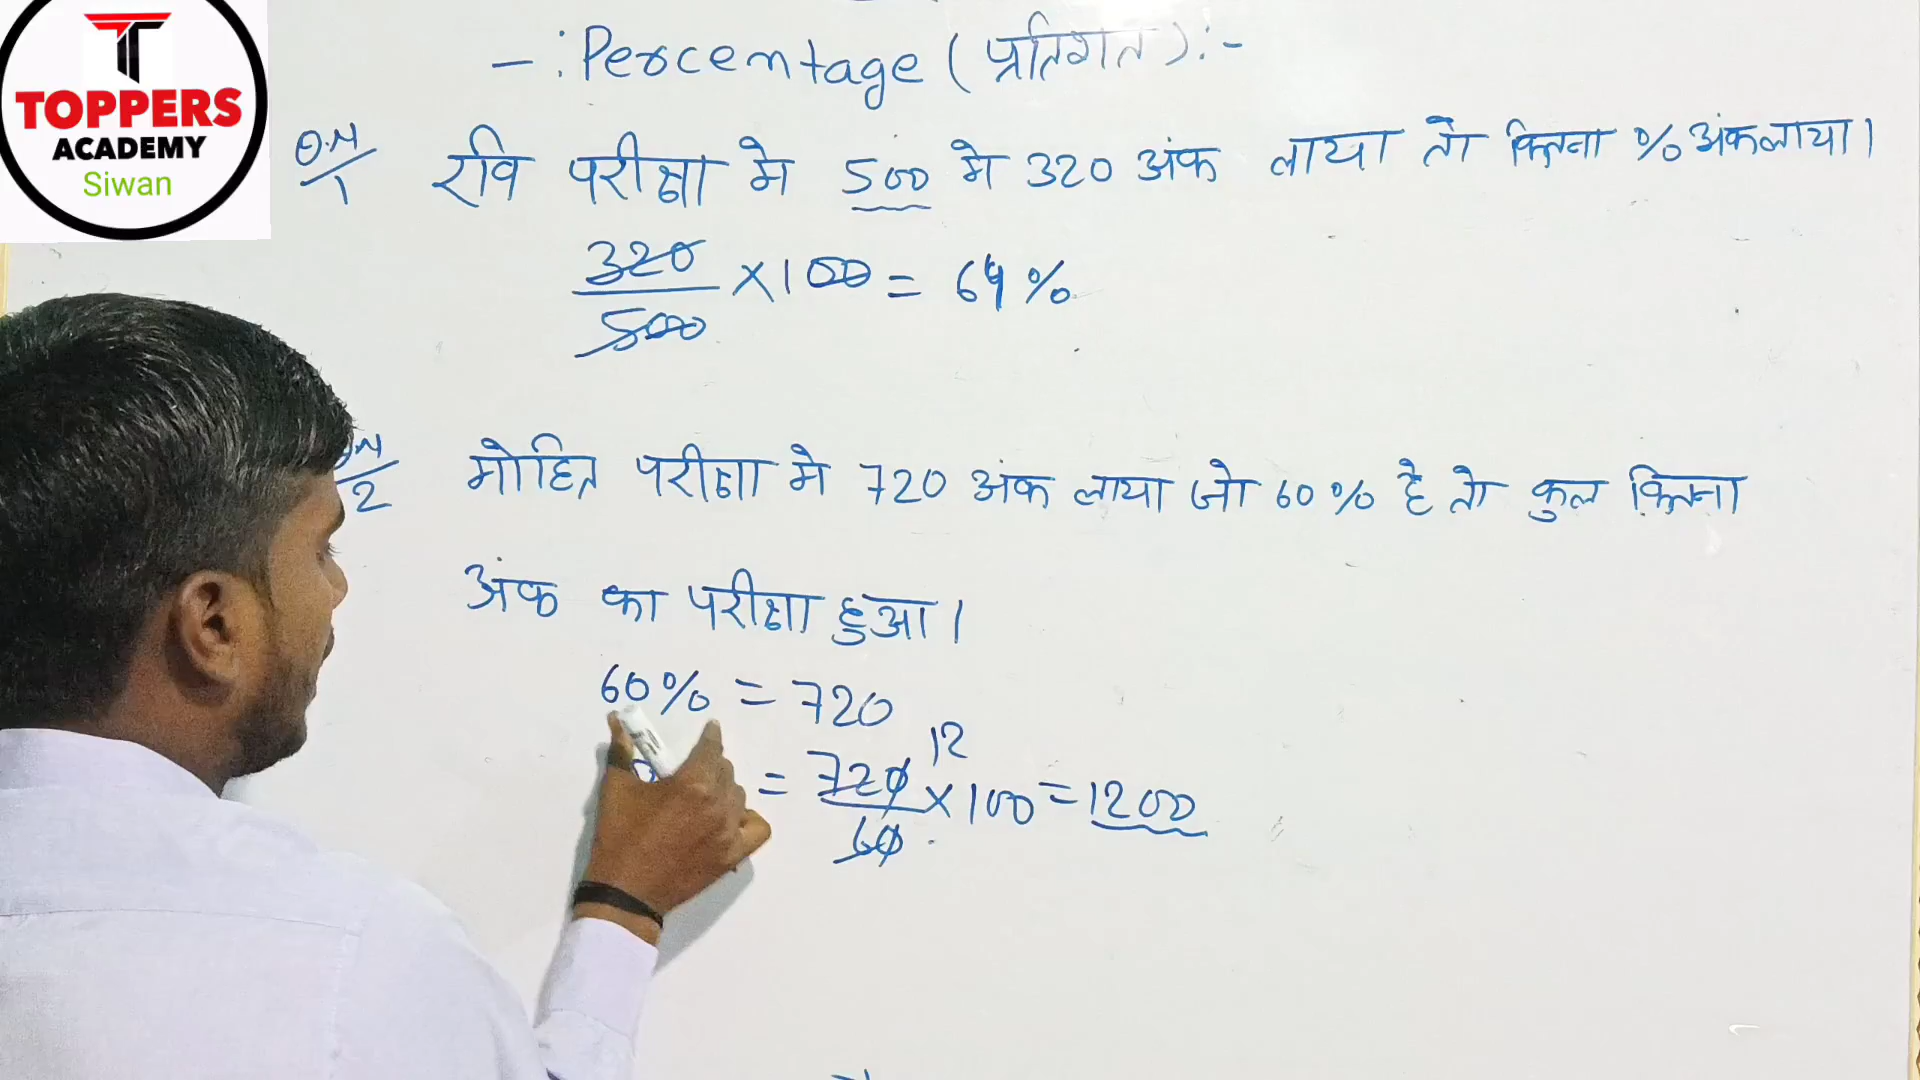 TOPPERS
ACADEMY
Siwan
- : Percentage ( प्रतिशत ) : -
Q.N 1 रवि परीक्षा मे 500 मे 320 अंक लाया तो कितना % अंक लाया।
320/500 × 100 = 64 %
2 मोहित परीक्षा मे 720 अंक लाया जो 60 % है तो कुल कितना
अंक का परीक्षा हुआ।
60% = 720
= 720/60 12 × 100 = 1200